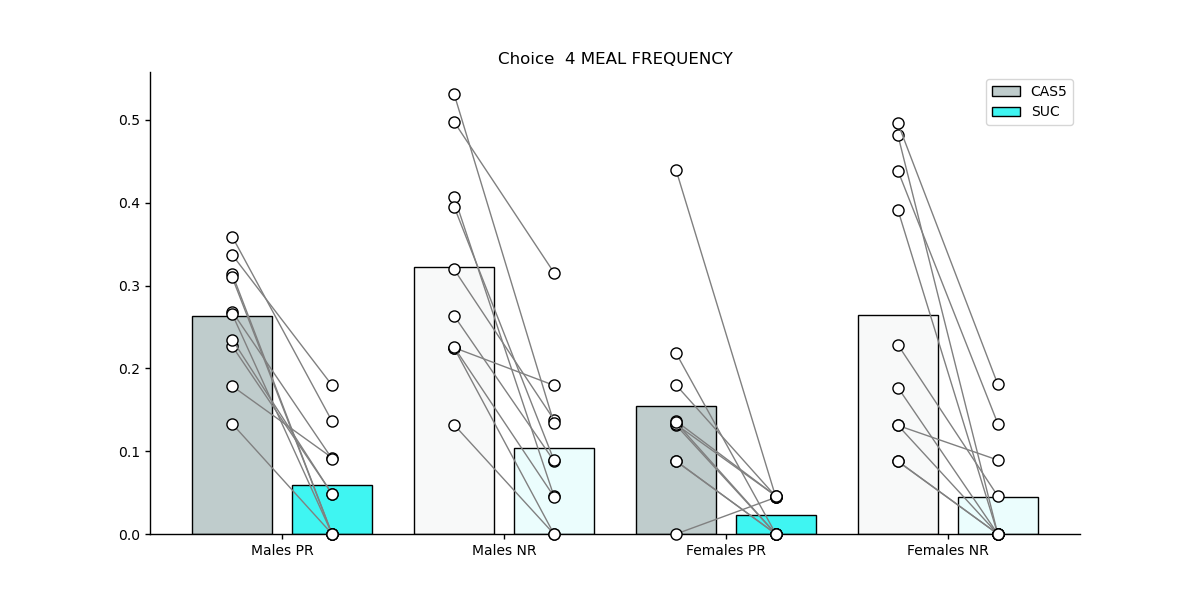 Choice  4 MEAL FREQUENCY
CAS5
SUC
0.5
0.4
0.3
0.2
0.1
0.0
Males PR
Males NR
Females PR
Females NR